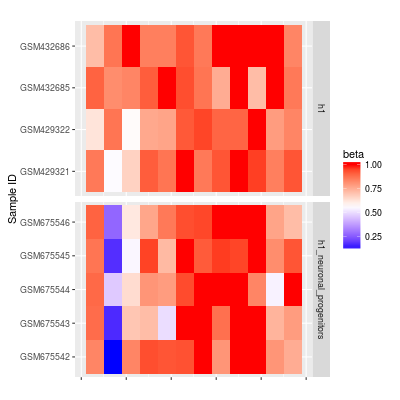 GSM432686
GSM432685
GSM429322
GSM429321
h1
GSM675546
GSM675545
GSM675544
GSM675543
GSM675542
h1_neuronal_progenitors
Sample ID
beta
1.00
0.75
0.50
0.25